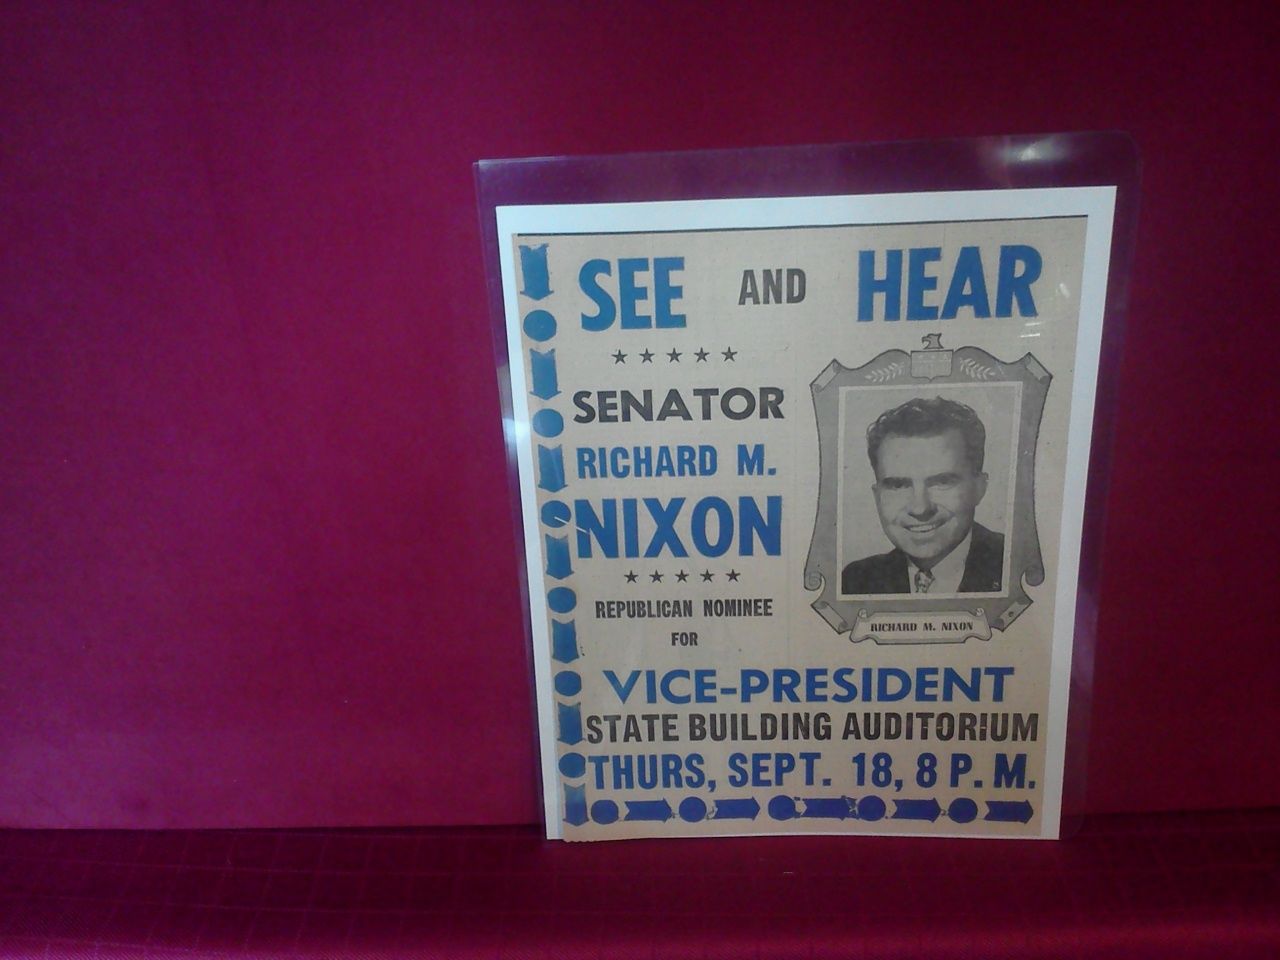 SEE AND HEAR
SENATOR
RICHARD M.
NIXON
REPUBLICAN NOMINEE
FOR
RICHARD M. NIXON
VICE-PRESIDENT
STATE BUILDING AUDITORIUM
THURS, SEPT. 18, 8 P. M.